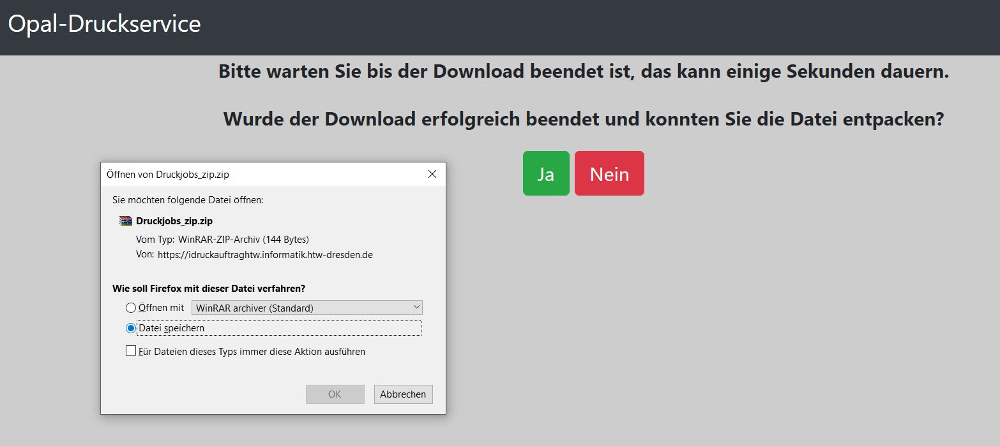 Opal-Druckservice
Bitte warten Sie bis der Download beendet ist, das kann einige Sekunden dauern.
Wurde der Download erfolgreich beendet und konnten Sie die Datei entpacken?
Ja Nein
Öffnen von Druckjobs_zip.zip
Sie möchten folgende Datei öffnen:
Druckjobs_zip.zip
Vom Typ: WinRAR-ZIP-Archiv (144 Bytes)
Von: https://idruckauftraghtw.informatik.htw-dresden.de
Wie soll Firefox mit dieser Datei verfahren?
Öffnen mit WinRAR archiver (Standard)
Datei speichern
Für Dateien dieses Typs immer diese Aktion ausführen
OK Abbrechen